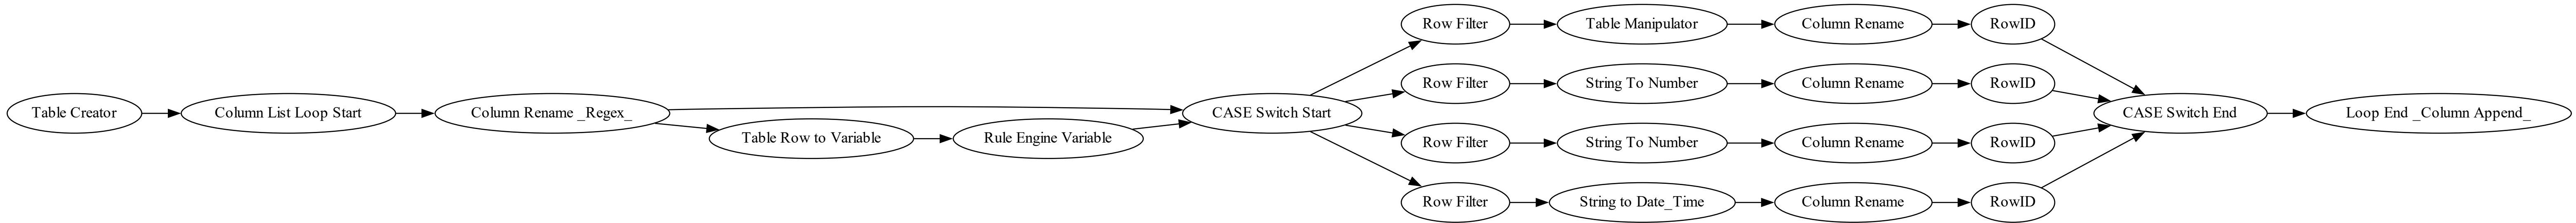 Table Creator
Column List Loop Start
Column Rename _Regex_
Table Row to Variable
Rule Engine Variable
CASE Switch Start
Row Filter
Table Manipulator
Column Rename
RowID
Row Filter
String To Number
Column Rename
RowID
Row Filter
String To Number
Column Rename
RowID
Row Filter
String to Date_Time
Column Rename
RowID
CASE Switch End
Loop End _Column Append_